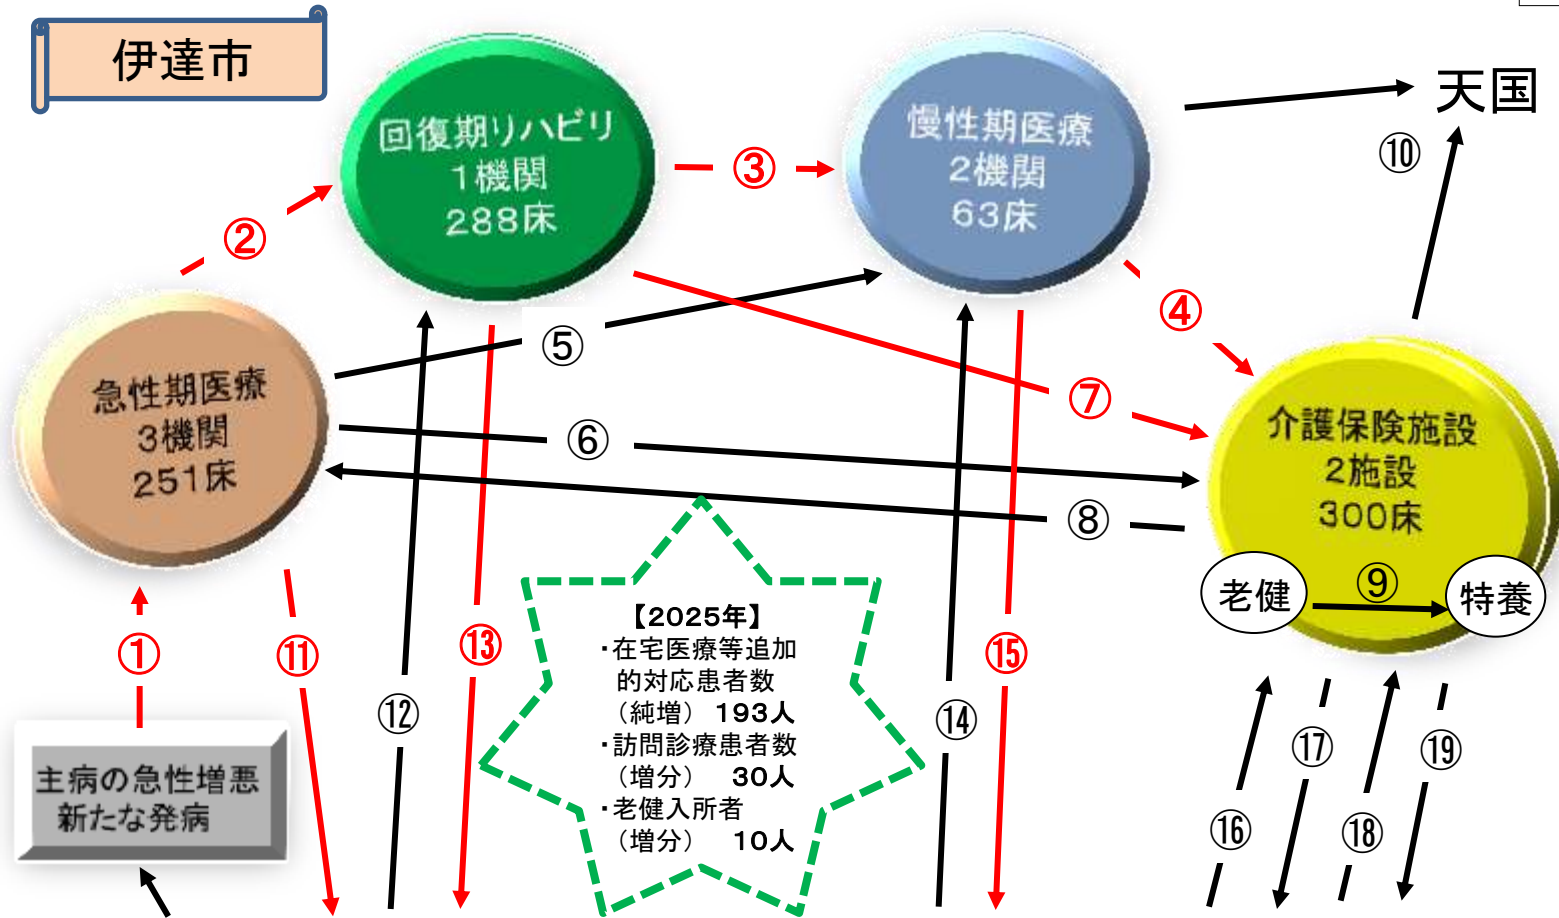 伊達市
回復期リハビリ
1機関
288床
慢性期医療
2機関
63床
天国
⑩
③
②
④
⑤
急性期医療
3機関
251床
⑦
⑥
介護保険施設
2施設
300床
⑧
老健
⑨
特養
①
⑪
⑬
⑮
⑫
⑭
【2025年】
・在宅医療等追加
的対応患者数
（純増） 193人
・訪問診療患者数
（増分） 30人
・老健入所者
（増分） 10人
主病の急性増悪
新たな発病
⑰
⑲
⑯
⑱